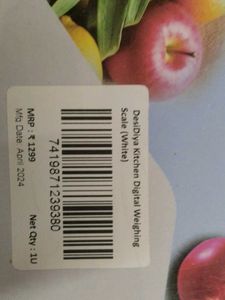 DesiDiya Kitchen Digital Weighing
Scale (White)
7419871239380
MRP : ₹ 1299
Net Qty : 1U
Mfg Date: April 2024